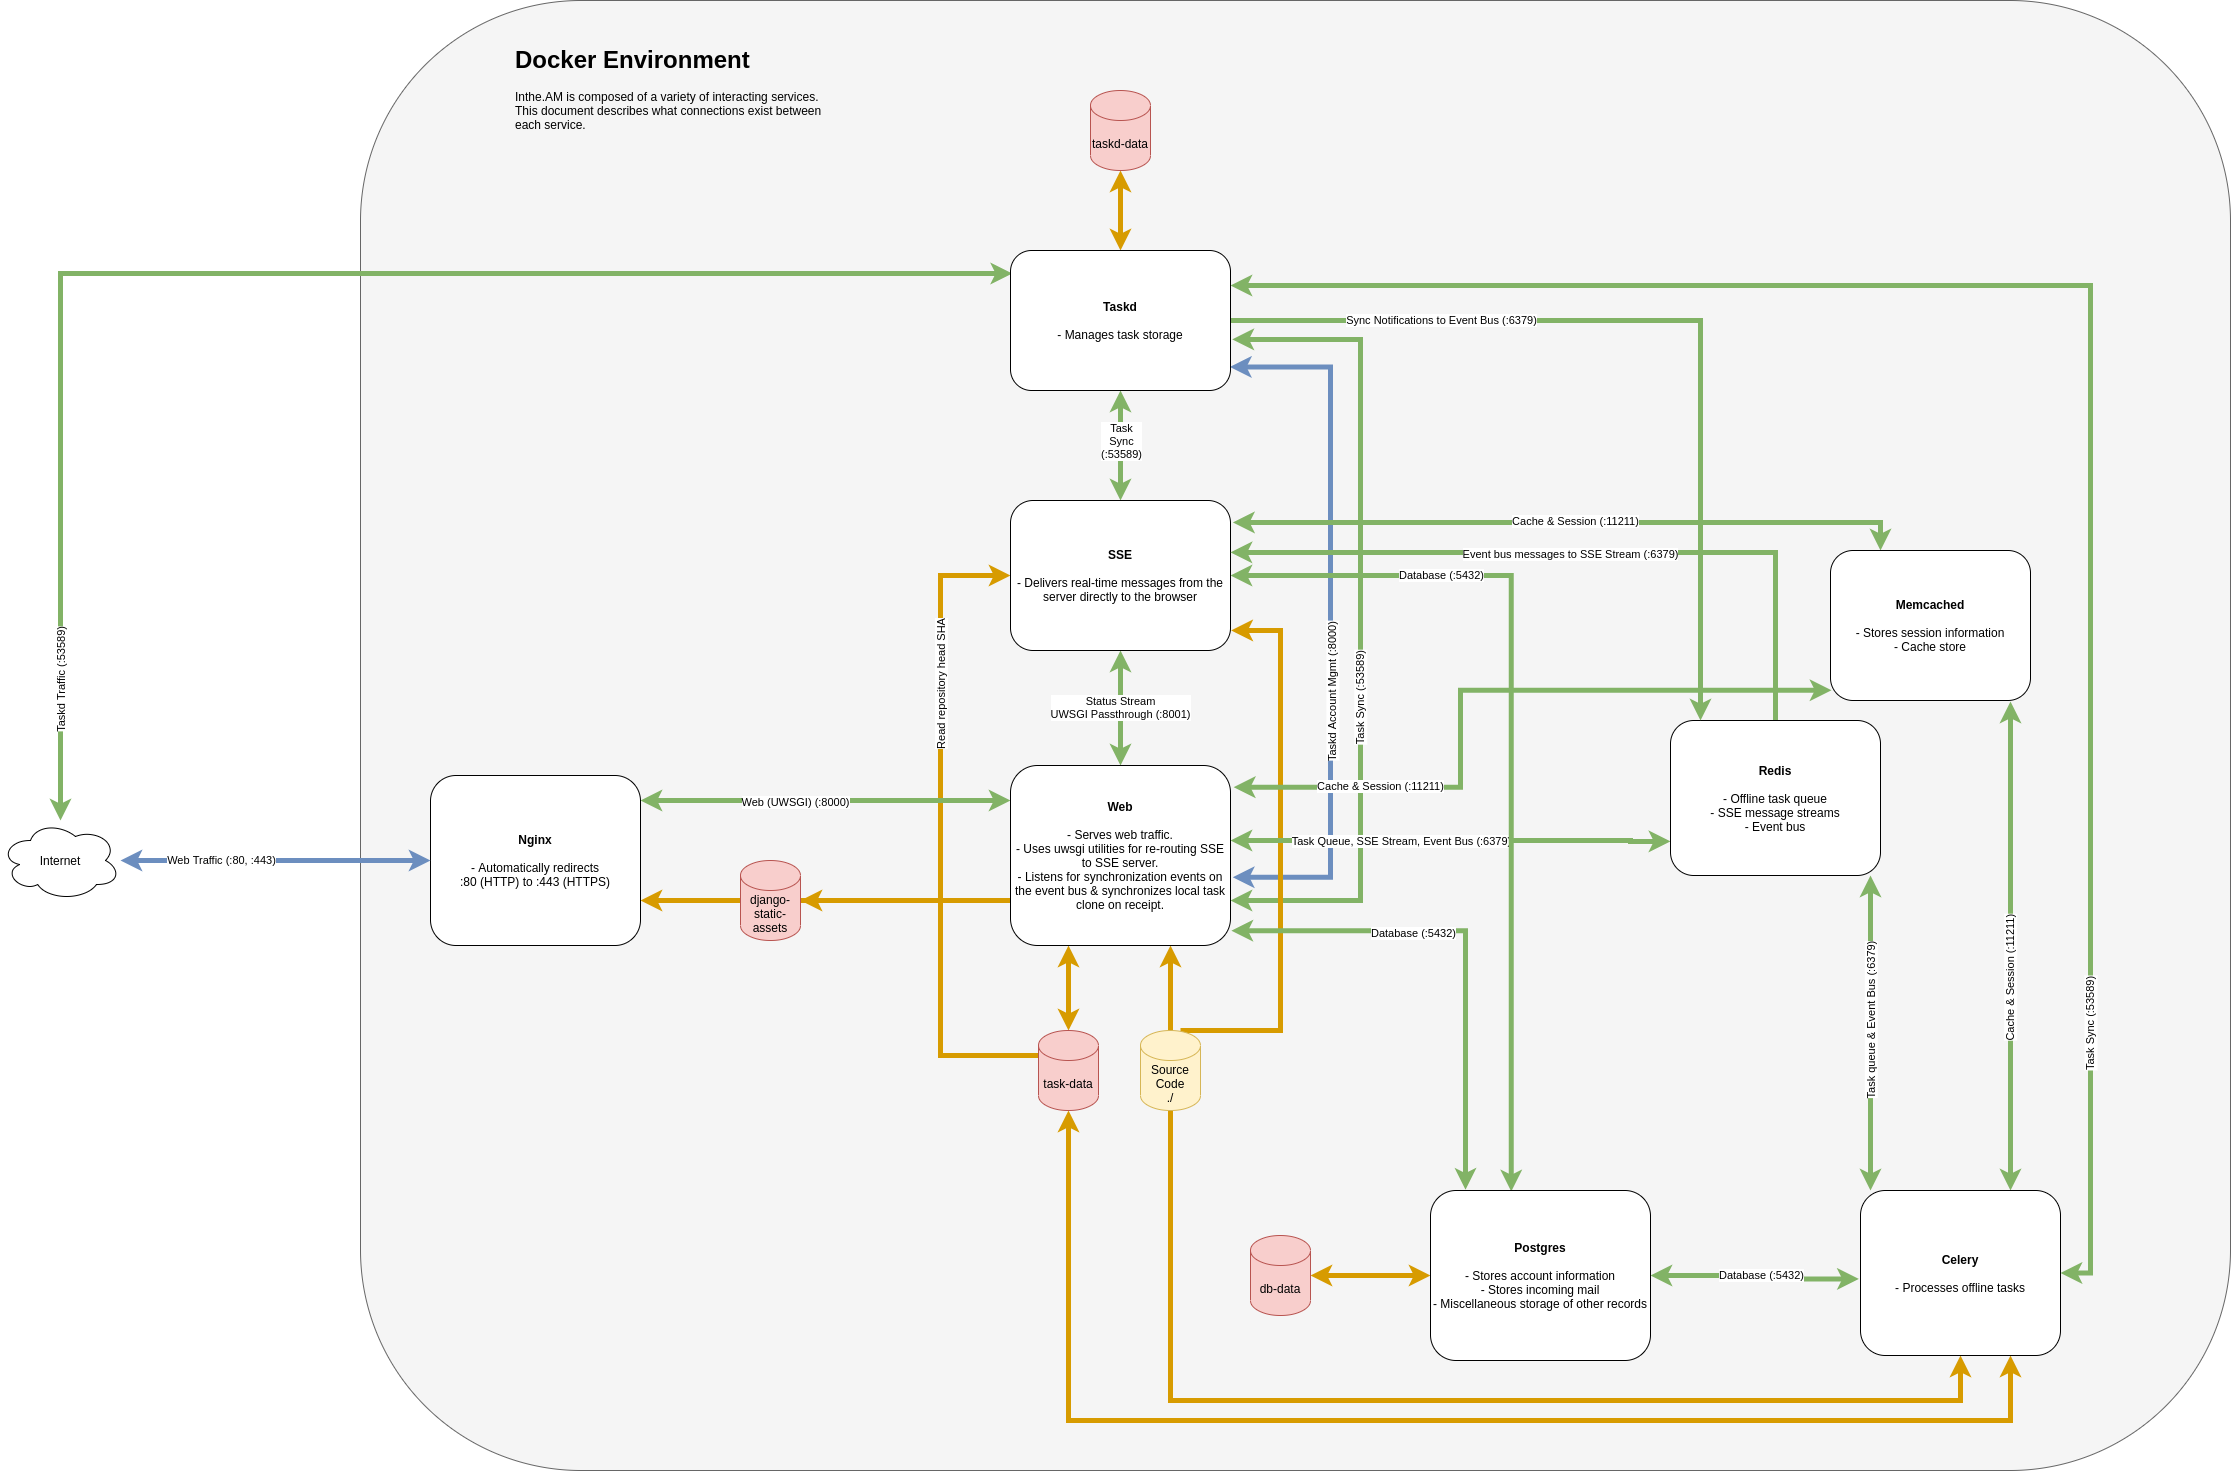 Docker Environment
Inthe.AM is composed of a variety of interacting services.
This document describes what connections exist between
each service.
taskd-data
Taskd
- Manages task storage
Sync Notifications to Event Bus (:6379)
Task
Sync
(:53589)
SSE
- Delivers real-time messages from the
server directly to the browser
Cache & Session (:11211)
Event bus messages to SSE Stream (:6379)
Database (:5432)
Memcached
- Stores session information
- Cache store
Taskd Traffic (:53589)
Read repository head SHA
Taskd Account Mgmt (:8000)
Task Sync (:53589)
Status Stream
UWSGI Passthrough (:8001)
Redis
- Offline task queue
- SSE message streams
- Event bus
Internet
Web Traffic (:80, :443)
Nginx
- Automatically redirects
:80 (HTTP) to :443 (HTTPS)
Web (UWSGI) (:8000)
django-
static-
assets
Web
- Serves web traffic.
- Uses uwsgi utilities for re-routing SSE
to SSE server.
- Listens for synchronization events on
the event bus & synchronizes local task
clone on receipt.
Cache & Session (:11211)
Task Queue, SSE Stream, Event Bus (:6379)
Database (:5432)
Task queue & Event Bus (:6379)
Cache & Session (:11211)
Task Sync (:53589)
task-data
Source
Code
./
db-data
Postgres
- Stores account information
- Stores incoming mail
- Miscellaneous storage of other records
Database (:5432)
Celery
- Processes offline tasks